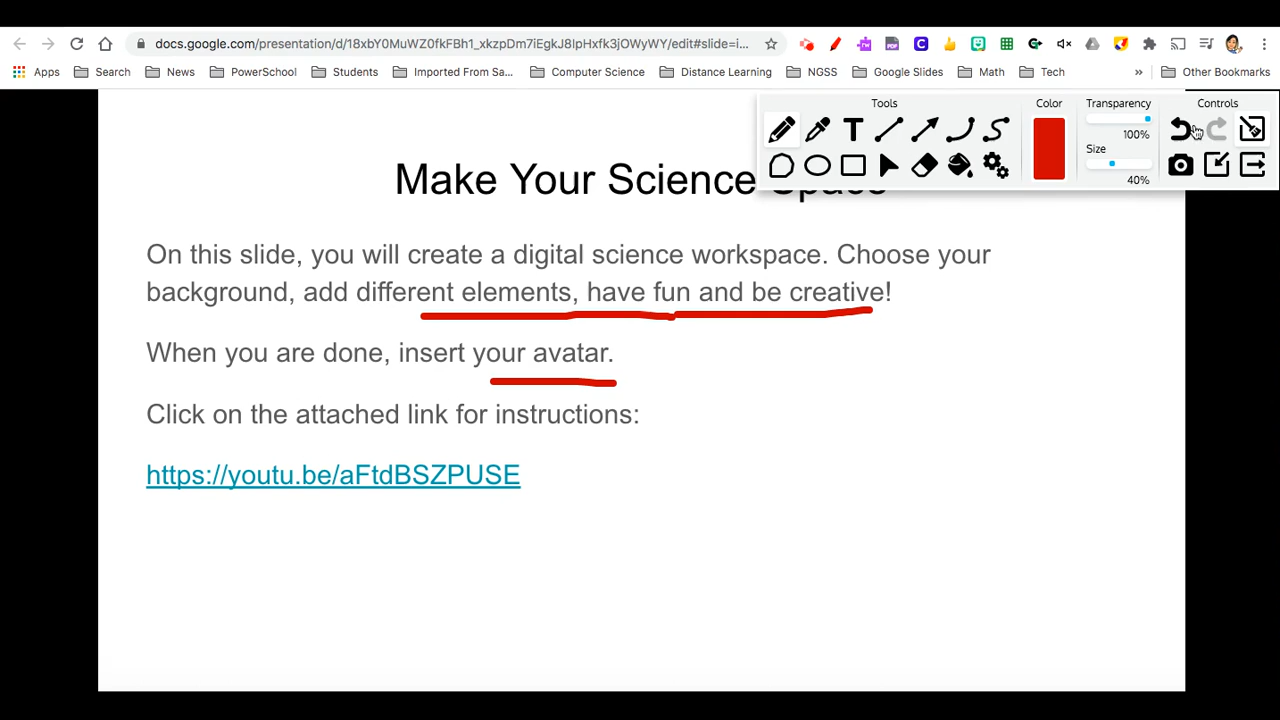 docs.google.com/presentation/d/18xbY0MuWZ0fkFBh1_xkzpDm7iEgkJ8IpHxfk3jOWyWY/edit#slide=i...
Apps Search News PowerSchool Students Imported From Sa... Computer Science Distance Learning NGSS Google Slides Math Tech » Other Bookmarks
Tools Color Transparency Controls
100%
Size
40%
Make Your Science Space
On this slide, you will create a digital science workspace. Choose your
background, add different elements, have fun and be creative!
When you are done, insert your avatar.
Click on the attached link for instructions:
https://youtu.be/aFtdBSZPUSE